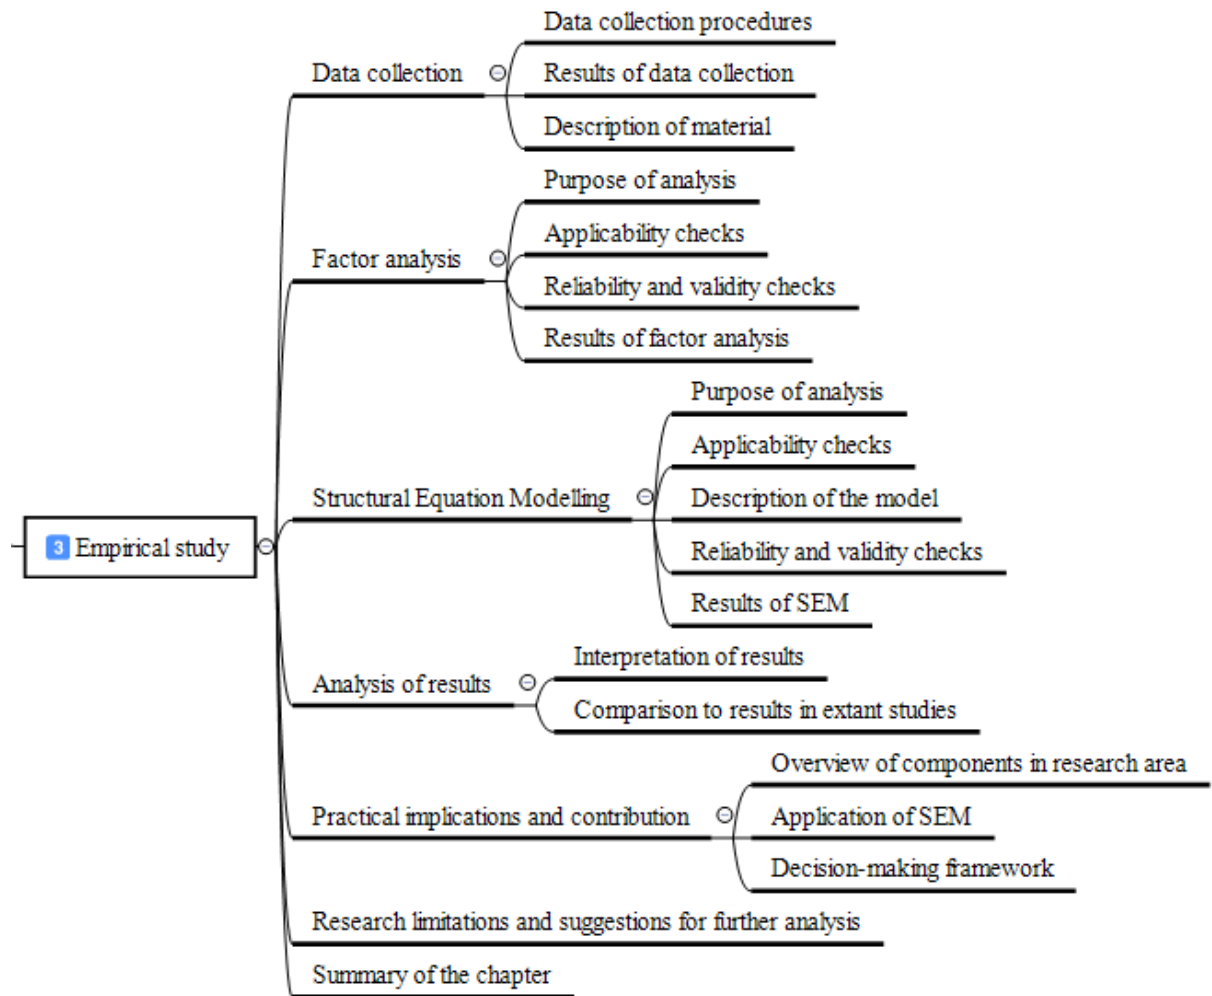 Data collection procedures
Data collection
Results of data collection
Description of material
Purpose of analysis
Applicability checks
Factor analysis
Reliability and validity checks
Results of factor analysis
Purpose of analysis
Applicability checks
Structural Equation Modelling
Description of the model
Reliability and validity checks
Results of SEM
3 Empirical study
Interpretation of results
Analysis of results
Comparison to results in extant studies
Overview of components in research area
Practical implications and contribution
Application of SEM
Decision-making framework
Research limitations and suggestions for further analysis
Summary of the chapter